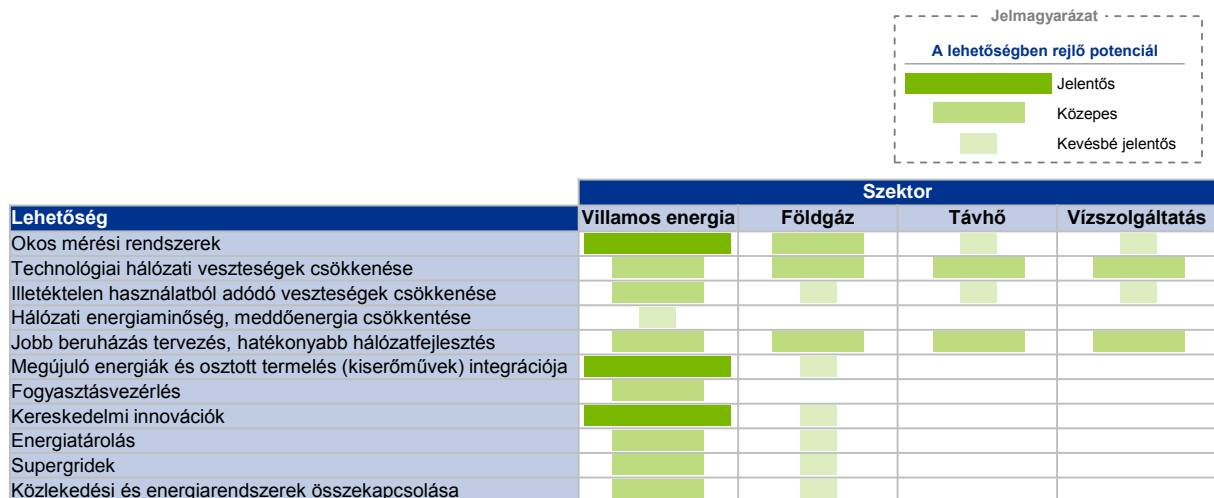 Jelmagyarázat
A lehetőségben rejlő potenciál
Jelentős
Közepes
Kevésbé jelentős
Szektor
Lehetőség Villamos energia Földgáz Távhő Vízszolgáltatás
Okos mérési rendszerek
Technológiai hálózati veszteségek csökkenése
Illetéktelen használatból adódó veszteségek csökkenése
Hálózati energiaminőség, meddőenergia csökkentése
Jobb beruházás tervezés, hatékonyabb hálózatfejlesztés
Megújuló energiák és osztott termelés (kiserőművek) integrációja
Fogyasztásvezérlés
Kereskedelmi innovációk
Energiatárolás
Supergridek
Közlekedési és energiarendszerek összekapcsolása